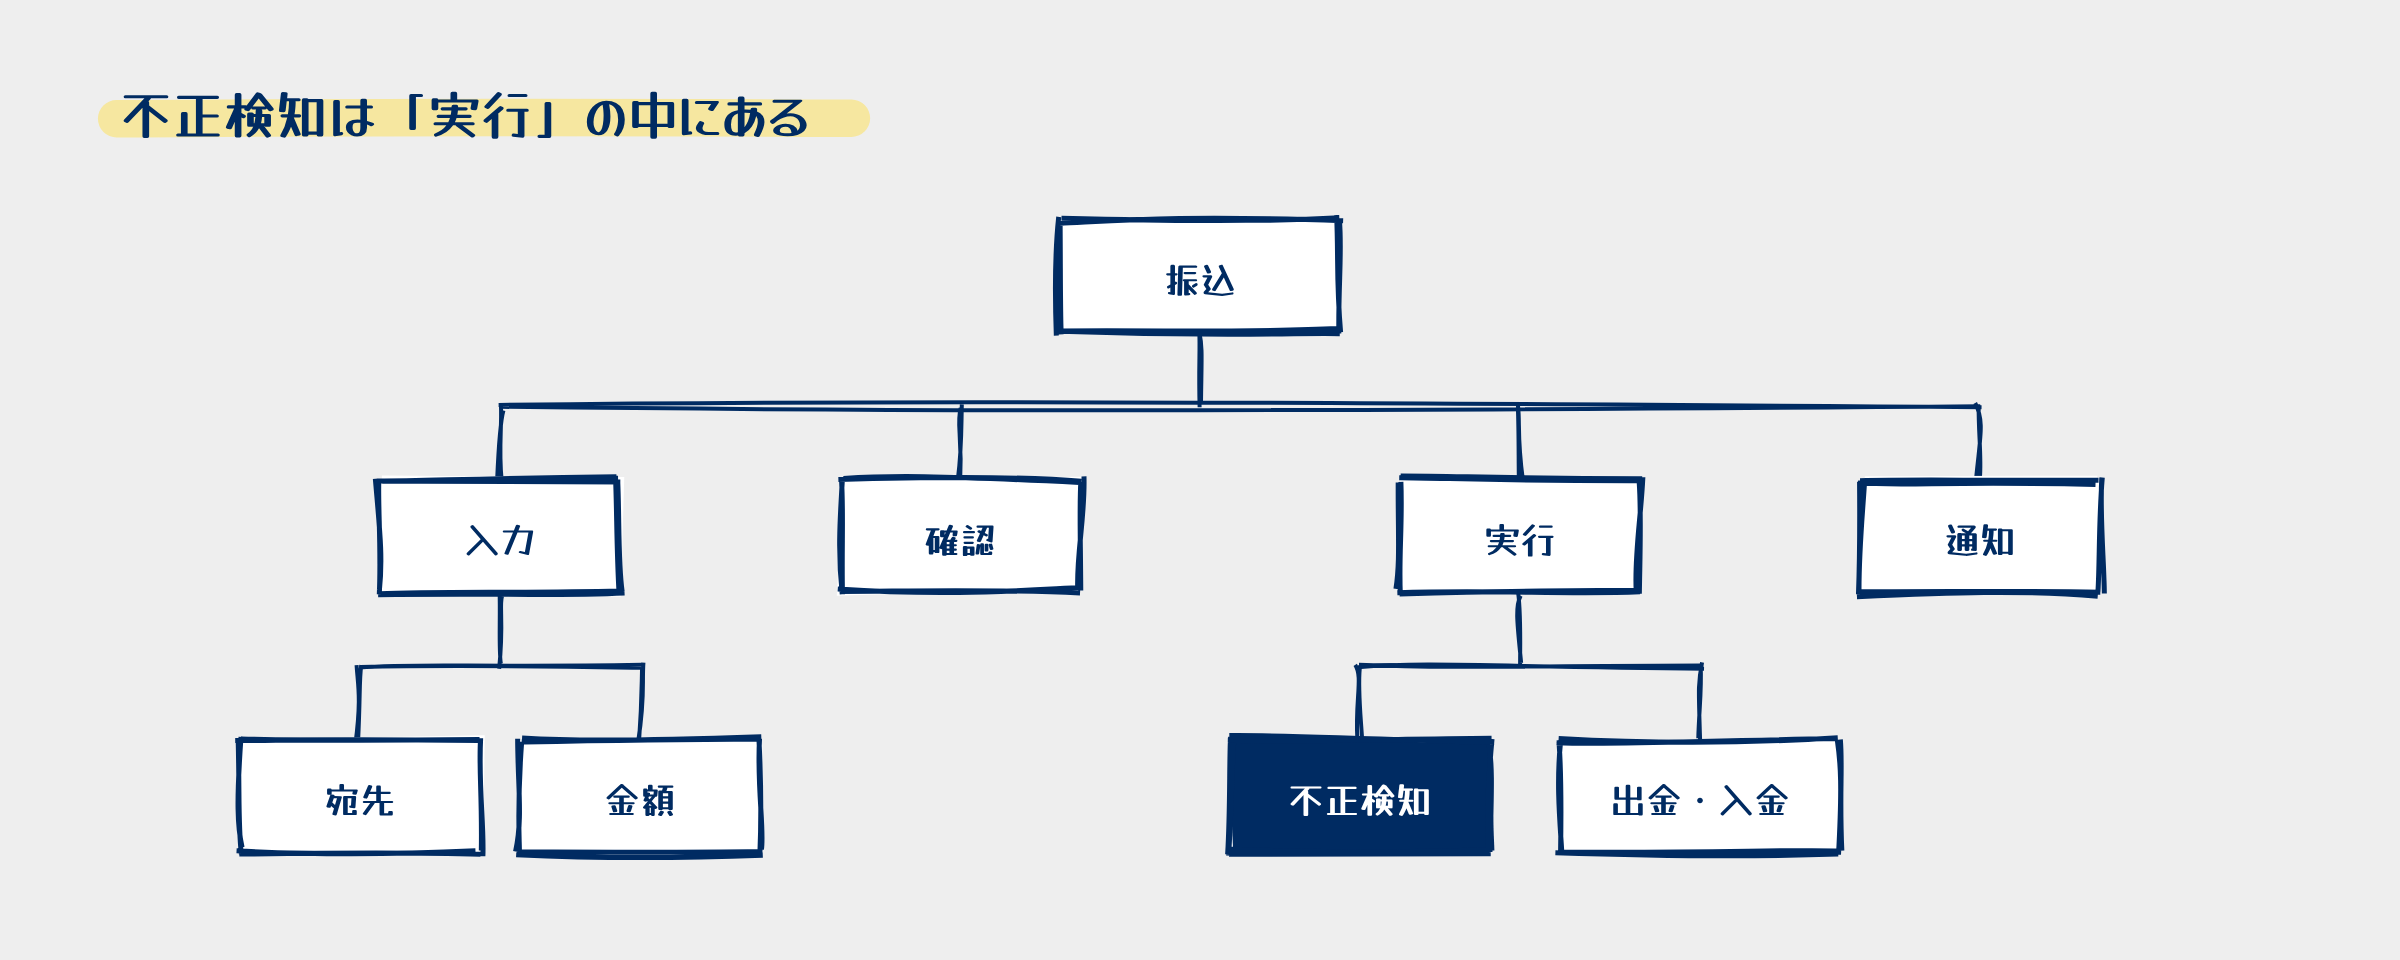 不正検知は「実行」の中にある
振込
入力
確認
実行
通知
宛先
金額
不正検知
出金・入金